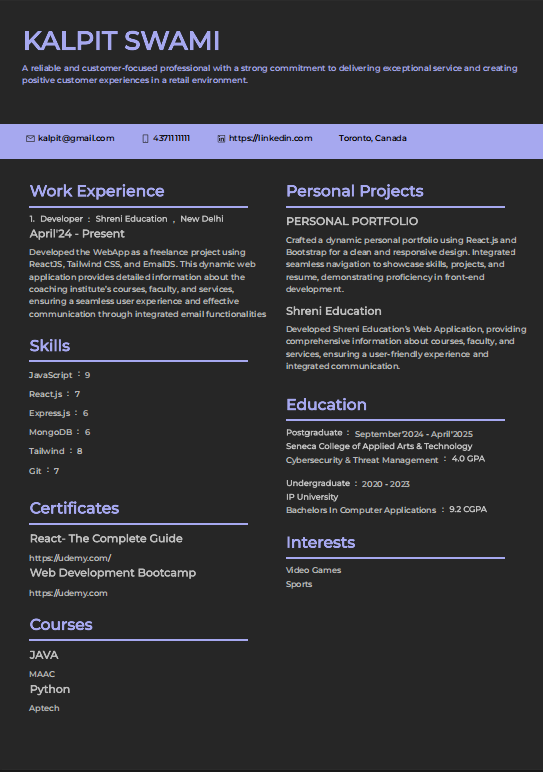 KALPIT SWAMI
A reliable and customer-focused professional with a strong commitment to delivering exceptional service and creating
positive customer experiences in a retail environment.
kalpit@gmail.com
4371111111
https://linkedin.com
Toronto, Canada
Work Experience
1. Developer : Shreni Education , New Delhi
April'24 - Present
Developed the WebApp as a freelance project using
ReactJS, Tailwind CSS, and EmailJS. This dynamic web
application provides detailed information about the
coaching institute's courses, faculty, and services,
ensuring a seamless user experience and effective
communication through integrated email functionalities
Skills
JavaScript : 9
React.js : 7
Express.js : 6
MongoDB : 6
Tailwind : 8
Git : 7
Certificates
React- The Complete Guide
https://udemy.com/
Web Development Bootcamp
https://udemy.com
Courses
JAVA
MAAC
Python
Aptech
Personal Projects
PERSONAL PORTFOLIO
Crafted a dynamic personal portfolio using React.js and
Bootstrap for a clean and responsive design. Integrated
seamless navigation to showcase skills, projects, and
resume, demonstrating proficiency in front-end
development.
Shreni Education
Developed Shreni Education's Web Application, providing
comprehensive information about courses, faculty, and
services, ensuring a user-friendly experience and
integrated communication.
Education
Postgraduate : September'2024 - April'2025
Seneca College of Applied Arts & Technology
Cybersecurity & Threat Management : 4.0 GPA
Undergraduate : 2020 - 2023
IP University
Bachelors In Computer Applications : 9.2 CGPA
Interests
Video Games
Sports